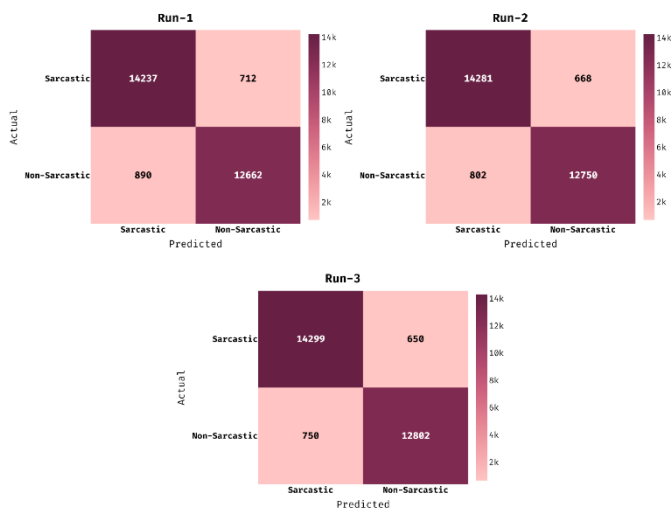 Run-1
Actual
Sarcastic
14237 712
Non-Sarcastic
890 12662
Sarcastic Non-Sarcastic
Predicted
14k
12k
10k
8k
6k
4k
2k
Run-2
Actual
Sarcastic
14281 668
Non-Sarcastic
802 12750
Sarcastic Non-Sarcastic
Predicted
14k
12k
10k
8k
6k
4k
2k
Run-3
Actual
Sarcastic
14299 650
Non-Sarcastic
750 12802
Sarcastic Non-Sarcastic
Predicted
14k
12k
10k
8k
6k
4k
2k